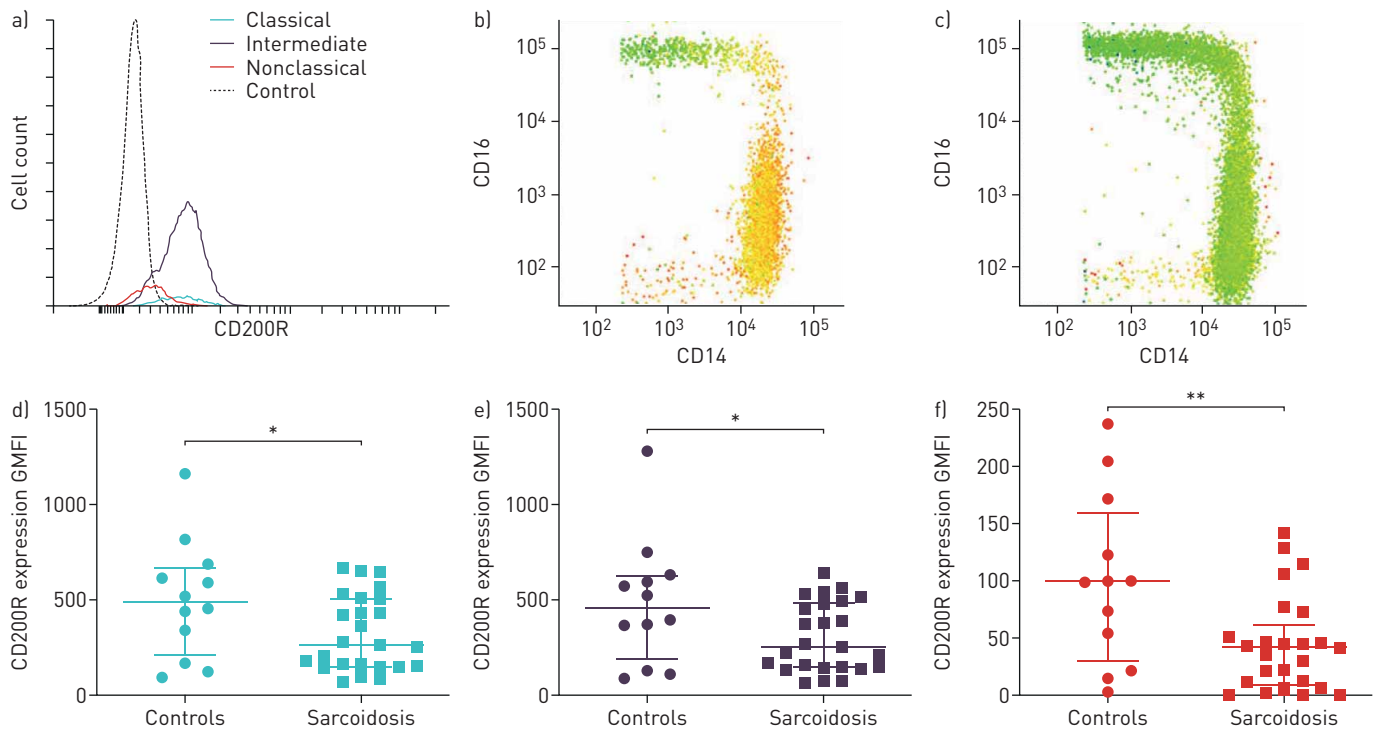 a)
Classical
Intermediate
Nonclassical
Control
Cell count
CD200R
b)
10⁵
10⁴
10³
10²
CD16
10² 10³ 10⁴ 10⁵
CD14
c)
10⁵
10⁴
10³
10²
CD16
10² 10³ 10⁴ 10⁵
CD14
d)
1500
1000
500
0
CD200R expression GMFI
*
Controls Sarcoidosis
e)
1500
1000
500
0
CD200R expression GMFI
*
Controls Sarcoidosis
f)
250
200
150
100
50
0
CD200R expression GMFI
**
Controls Sarcoidosis